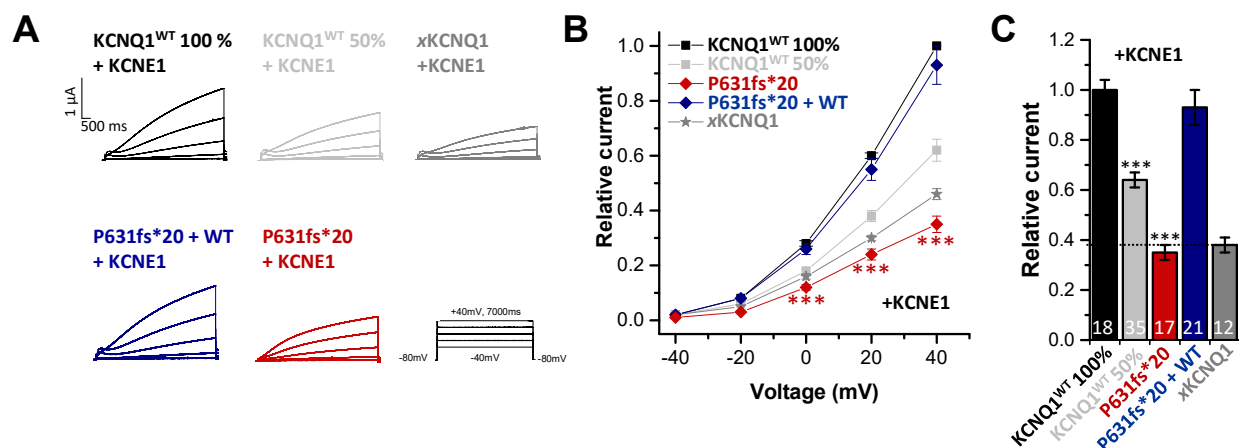 A
KCNQ1WT 100 %
+ KCNE1
KCNQ1WT 50%
+ KCNE1
xKCNQ1
+KCNE1
1 µA
500 ms
P631fs*20 + WT
+ KCNE1
P631fs*20
+ KCNE1
+40mV, 7000ms
-80mV
-40mV
-80mV
B
KCNQ1WT 100%
KCNQ1WT 50%
P631fs*20
P631fs*20 + WT
xKCNQ1
Relative current
1.0
0.8
0.6
0.4
0.2
0.0
***
***
***
+KCNE1
-40
-20
0
20
40
Voltage (mV)
C
+KCNE1
Relative current
1.2
1.0
0.8
0.6
0.4
0.2
0.0
***
***
18
35
17
21
12
KCNQ1WT 100%
KCNQ1WT 50%
P631fs*20
P631fs*20 + WT
xKCNQ1